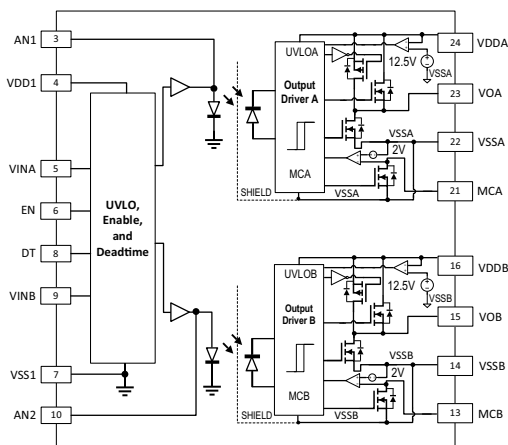 AN1
3
VDD1
4
VINA
5
EN
6
DT
8
VINB
9
VSS1
7
AN2
10
UVLO,
Enable,
and
Deadtime
UVLOA
Output
Driver A
MCA
SHIELD
12.5V
VSSA
VSSA
2V
VSSA
24
VDDA
23
VOA
22
VSSA
21
MCA
UVLOB
Output
Driver B
MCB
SHIELD
12.5V
VSSB
VSSB
2V
VSSB
16
VDDB
15
VOB
14
VSSB
13
MCB